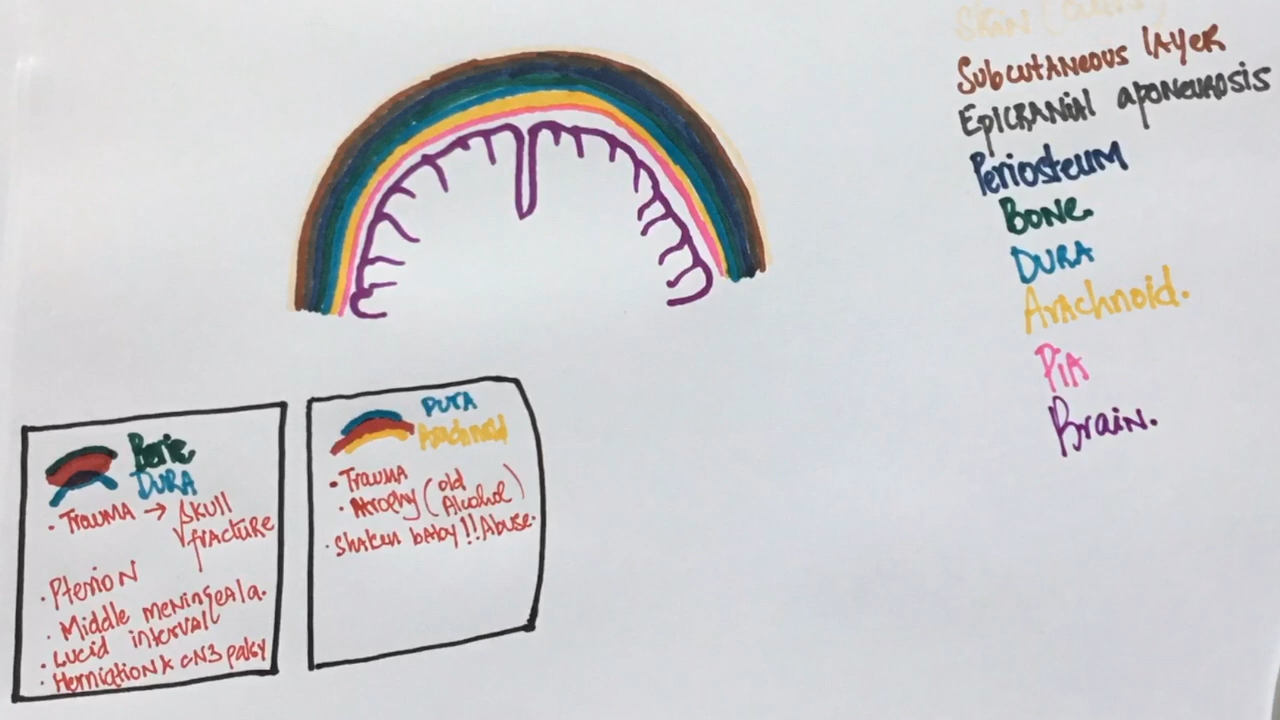 Skin
Subcutaneous layer
Epicranial aponeurosis
Periosteum
Bone.
Dura
Arachnoid.
Pia
Brain.
Bone
Dura
· Trauma → Skull
fracture
· Pterion
· Middle meningeal a.
· Lucid interval
· Herniation & CN3 palsy
Dura
Arachnoid
· Trauma
· Atrophy (old
Alcohol)
· Shaken baby!! Abuse.